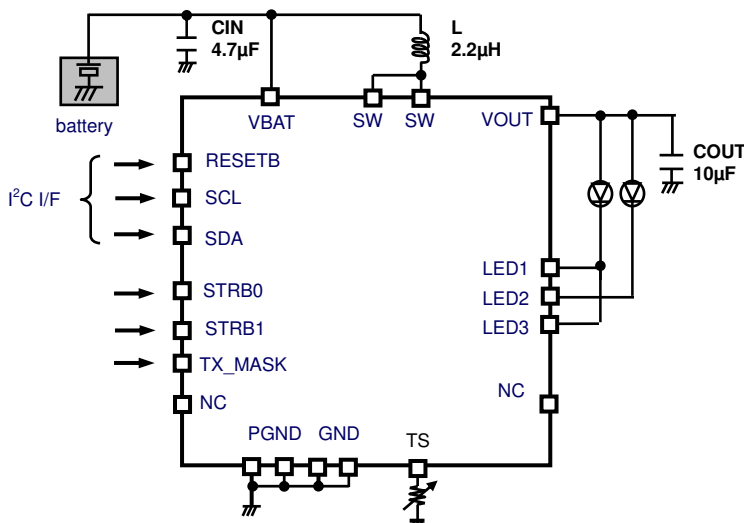 CIN
4.7µF
L
2.2µH
battery
VBAT
SW
SW
VOUT
COUT
10µF
I²C I/F
RESETB
SCL
SDA
LED1
LED2
LED3
STRB0
STRB1
TX_MASK
NC
NC
PGND
GND
TS